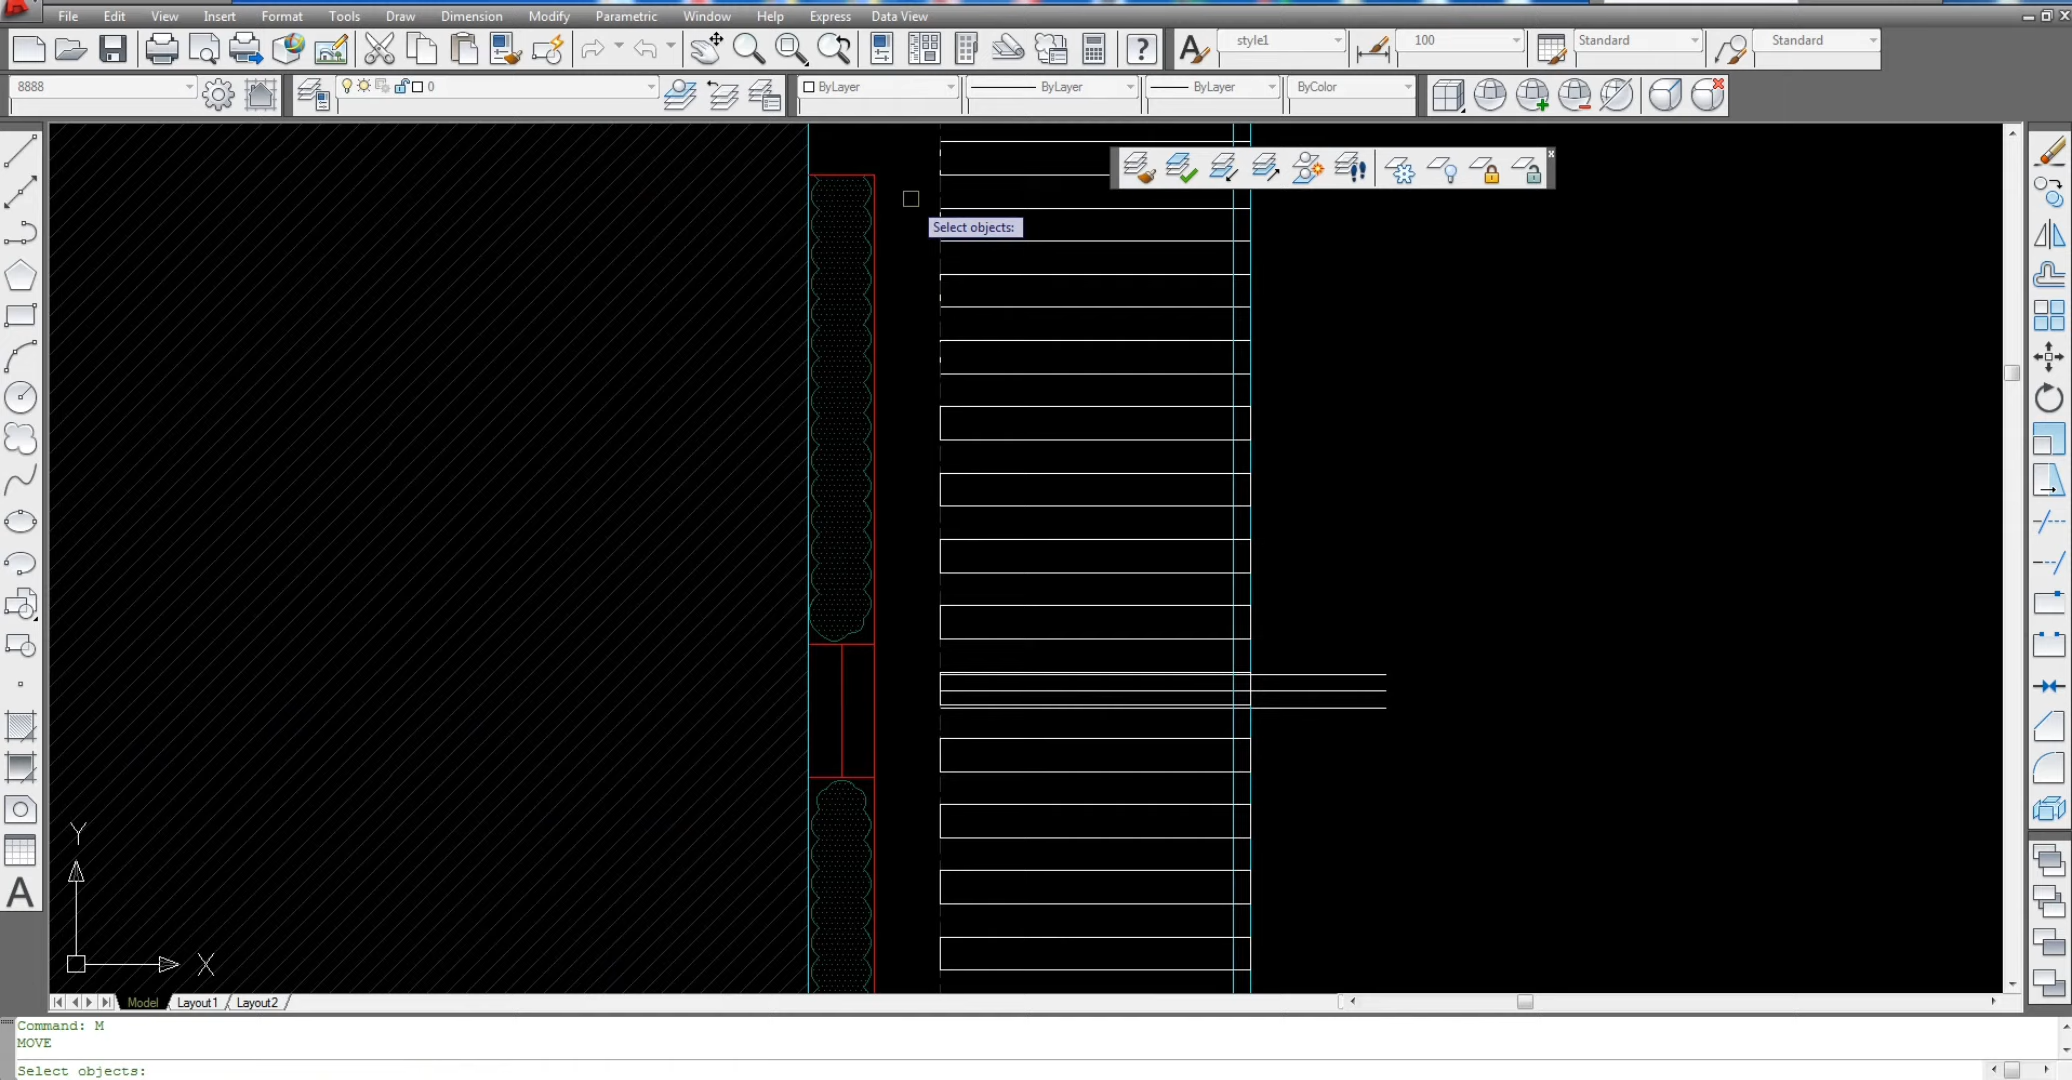 File Edit View Insert Format Tools Draw Dimension Modify Parametric Window Help Express Data View
style1 100 Standard Standard
8888 0 ByLayer ByLayer ByLayer ByColor
Select objects:
Y
X
A
Model Layout1 Layout2
Command: M
MOVE
Select objects: